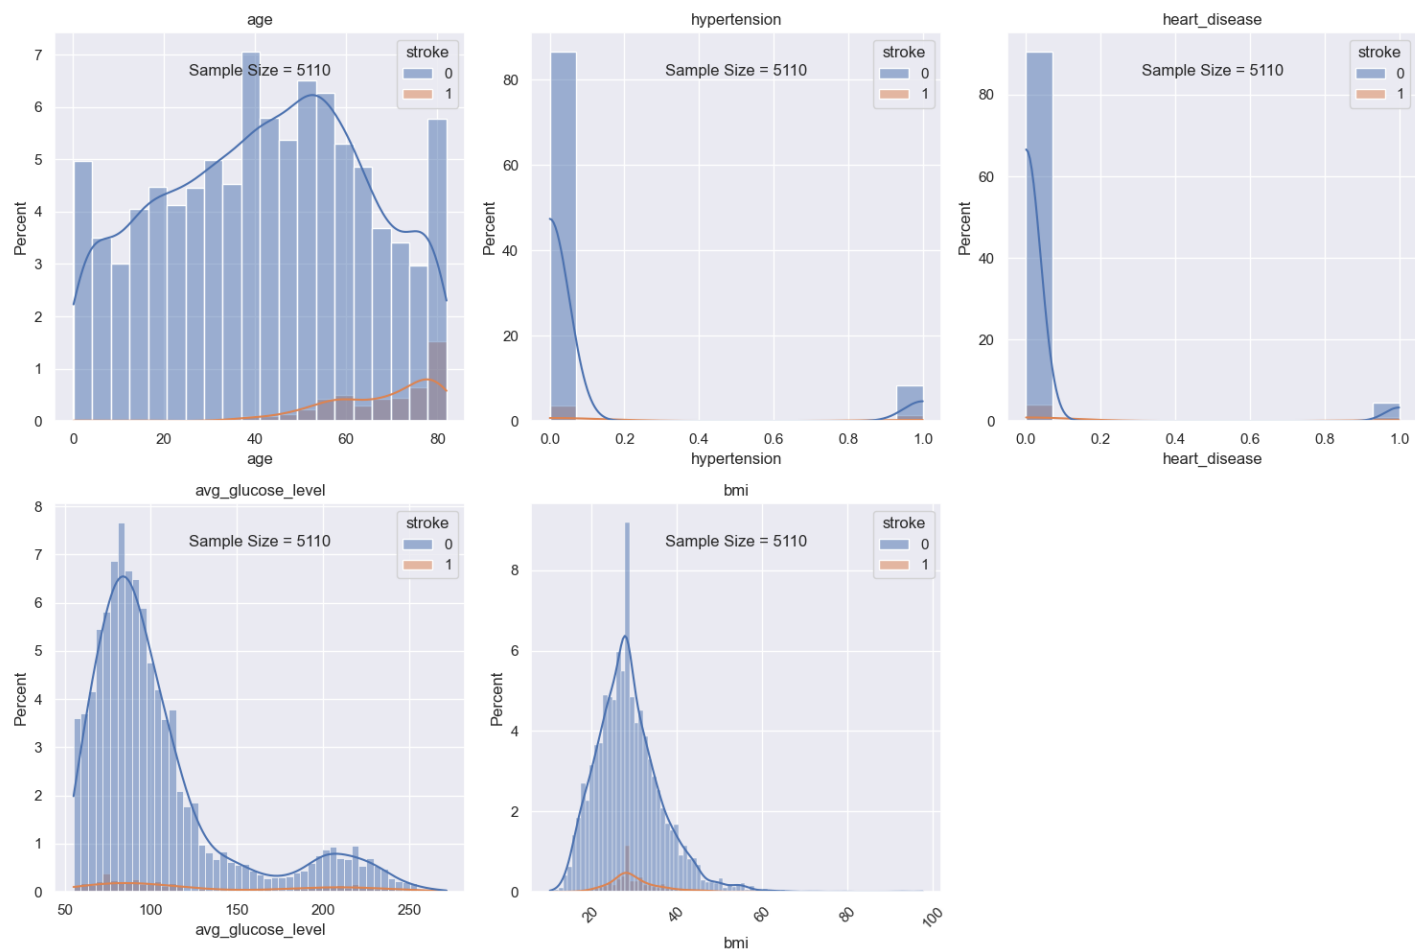 age
7
6
5
4
3
2
1
0
Percent
Sample Size = 5110
stroke
0
1
0 20 40 60 80
age
hypertension
80
60
40
20
0
Percent
Sample Size = 5110
stroke
0
1
0.0 0.2 0.4 0.6 0.8 1.0
hypertension
heart_disease
80
60
40
20
0
Percent
Sample Size = 5110
stroke
0
1
0.0 0.2 0.4 0.6 0.8 1.0
heart_disease
avg_glucose_level
8
7
6
5
4
3
2
1
0
Percent
Sample Size = 5110
stroke
0
1
50 100 150 200 250
avg_glucose_level
bmi
8
6
4
2
0
Percent
Sample Size = 5110
stroke
0
1
20 40 60 80 100
bmi